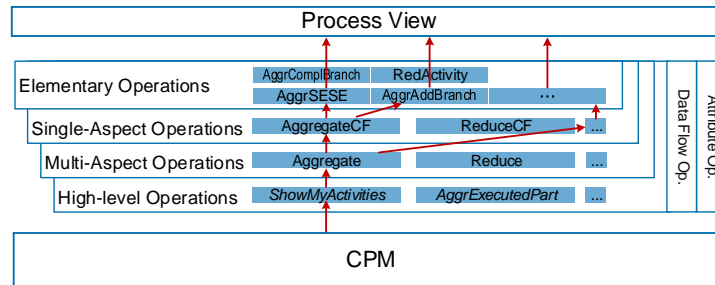 Process View
Elementary Operations
AggrComplBranch
RedActivity
AggrSESE
AggrAddBranch
...
Single-Aspect Operations
AggregateCF
ReduceCF
...
Multi-Aspect Operations
Aggregate
Reduce
...
High-level Operations
ShowMyActivities
AggrExecutedPart
...
Data Flow Op.
Attribute Op.
CPM